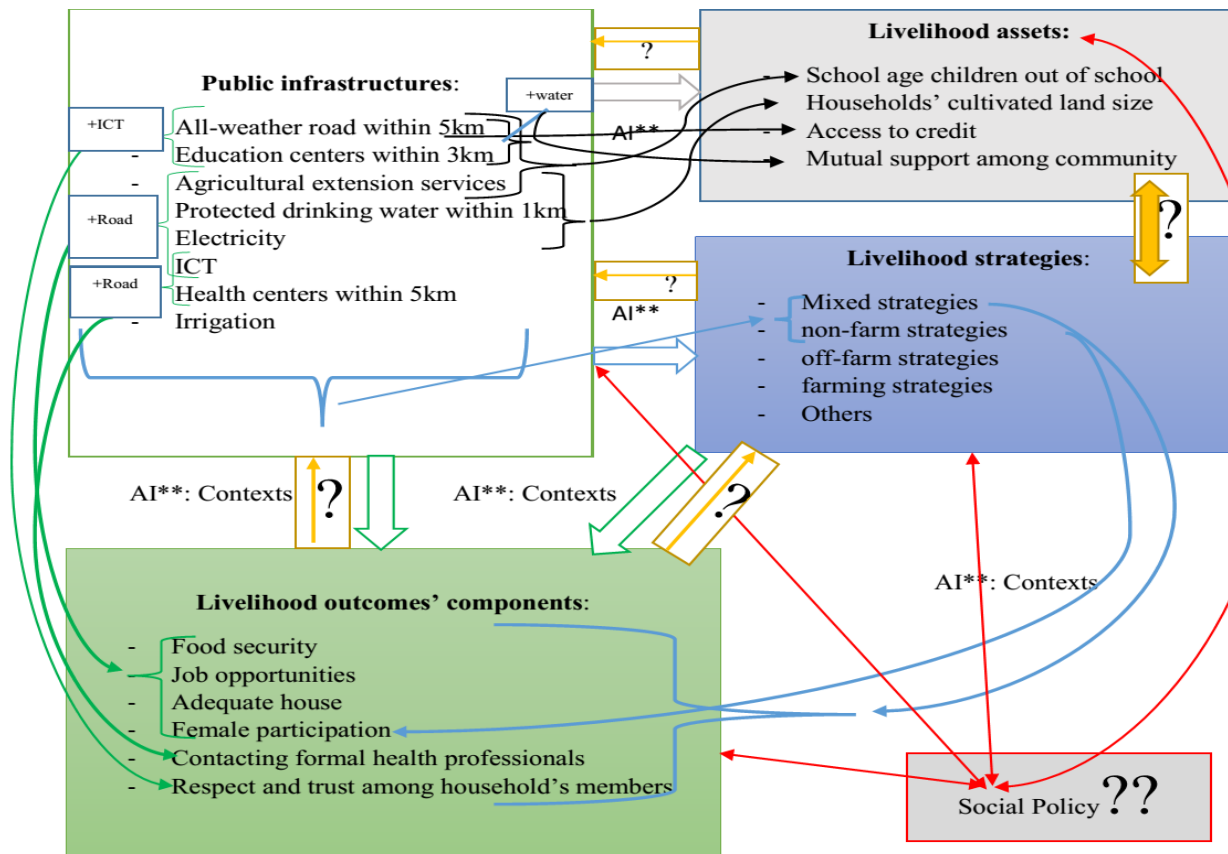 Public infrastructures:
+water
+ICT
All-weather road within 5km
- Education centers within 3km
- Agricultural extension services
+Road
Protected drinking water within 1km
Electricity
ICT
+Road
Health centers within 5km
- Irrigation
?
AI**
?
AI**
Livelihood assets:
- School age children out of school
Households' cultivated land size
- Access to credit
- Mutual support among community
?
Livelihood strategies:
- Mixed strategies
- non-farm strategies
- off-farm strategies
- farming strategies
- Others
AI**: Contexts
?
AI**: Contexts
?
AI**: Contexts
Livelihood outcomes' components:
- Food security
- Job opportunities
- Adequate house
- Female participation
- Contacting formal health professionals
- Respect and trust among household's members
Social Policy ??